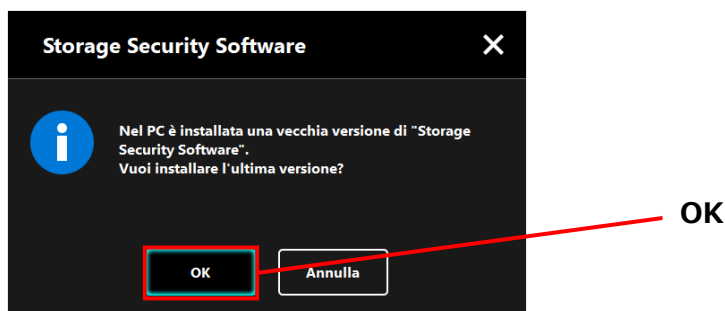 Storage Security Software
Nel PC è installata una vecchia versione di "Storage
Security Software".
Vuoi installare l'ultima versione?
OK
OK
Annulla